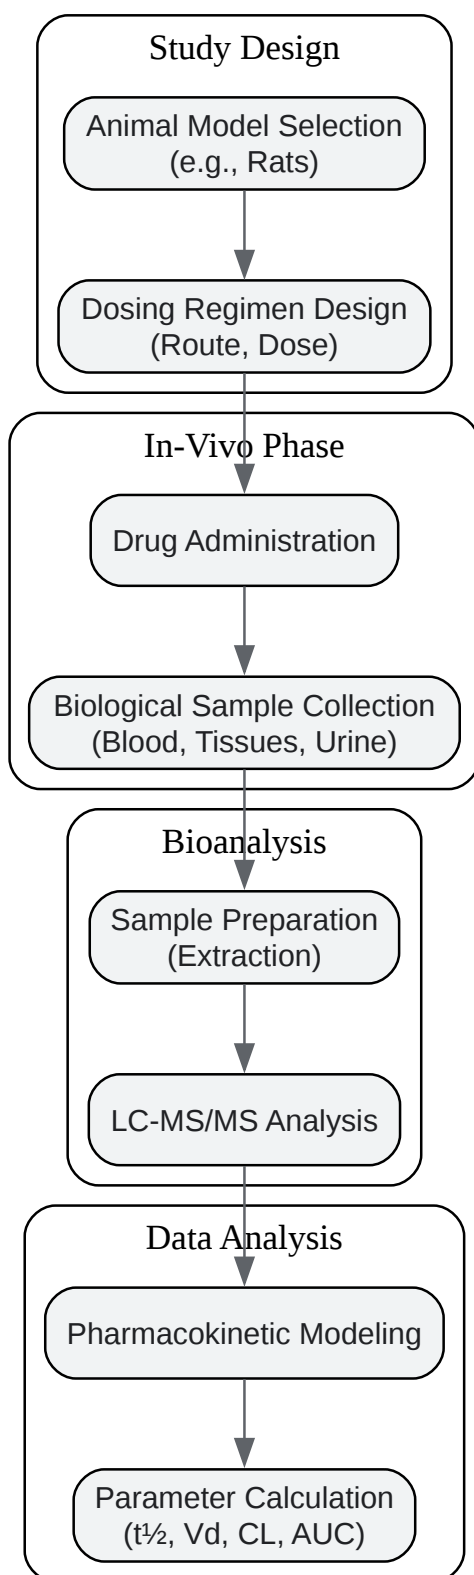 Study Design
Animal Model Selection
(e.g., Rats)
Dosing Regimen Design
(Route, Dose)
In-Vivo Phase
Drug Administration
Biological Sample Collection
(Blood, Tissues, Urine)
Bioanalysis
Sample Preparation
(Extraction)
LC-MS/MS Analysis
Data Analysis
Pharmacokinetic Modeling
Parameter Calculation
(t½, Vd, CL, AUC)